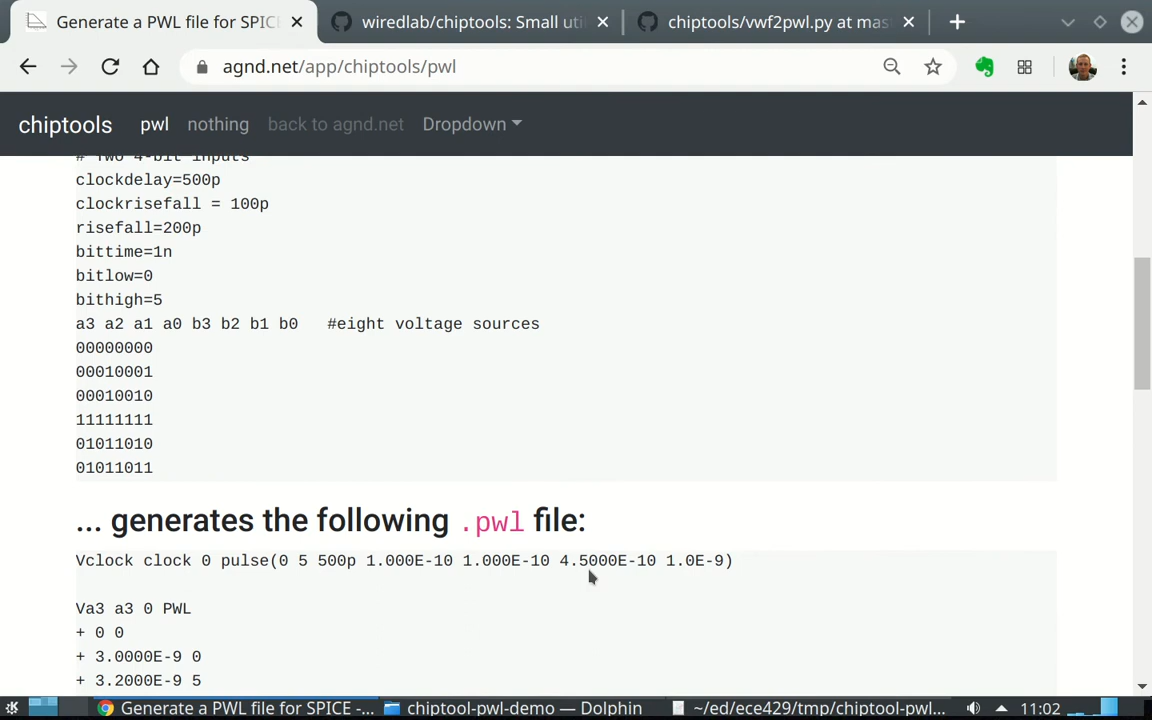 Generate a PWL file for SPIC
wiredlab/chiptools: Small uti
chiptools/vwf2pwl.py at mas
agnd.net/app/chiptools/pwl
chiptools pwl nothing back to agnd.net Dropdown
# Two 4-bit inputs
clockdelay=500p
clockrisefall = 100p
risefall=200p
bittime=1n
bitlow=0
bithigh=5
a3 a2 a1 a0 b3 b2 b1 b0   #eight voltage sources
00000000
00010001
00010010
11111111
01011010
01011011
... generates the following .pwl file:
Vclock clock 0 pulse(0 5 500p 1.000E-10 1.000E-10 4.5000E-10 1.0E-9)
Va3 a3 0 PWL
+ 0 0
+ 3.0000E-9 0
+ 3.2000E-9 5
Generate a PWL file for SPICE -...
chiptool-pwl-demo — Dolphin
~/ed/ece429/tmp/chiptool-pwl...
11:02